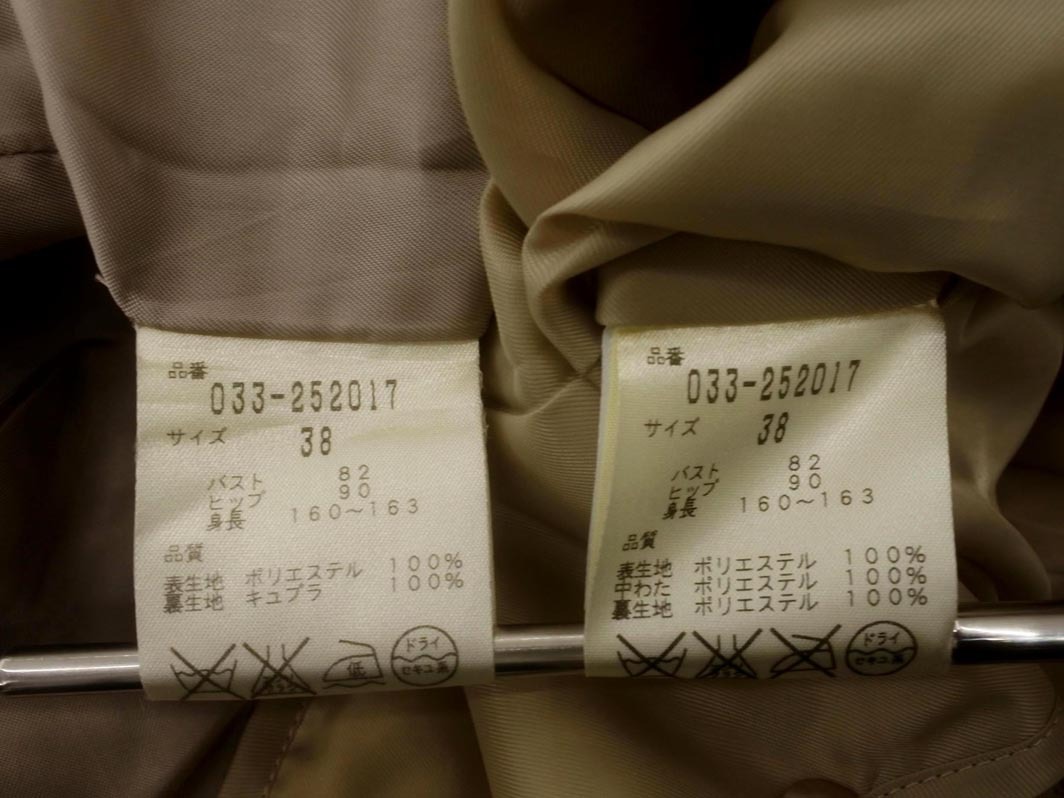 品番
033-252017
サイズ 38
バスト 82
ヒップ 90
身長 160〜163
品質
表生地 ポリエステル 100%
裏生地 キュプラ 100%
低
ドライ
セキユ系
品番
033-252017
サイズ 38
バスト 82
ヒップ 90
身長 160〜163
品質
表生地 ポリエステル 100%
中わた ポリエステル 100%
裏生地 ポリエステル 100%
ドライ
セキユ系